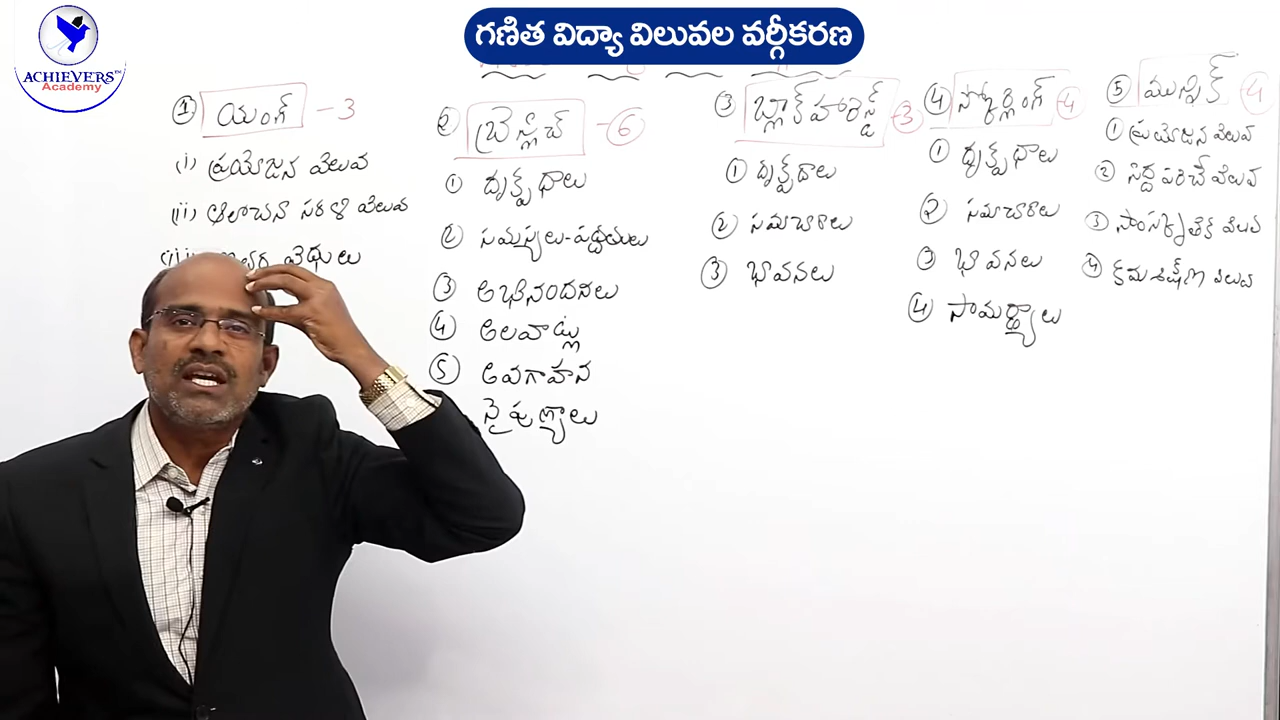 ACHIEVERS™
Academy
గణిత విద్యా విలువల వర్గీకరణ
① యంగ్ - 3
(i) ప్రయోజన విలువ
(ii) ఆలోచనా సరళి విలువ
(iii) విధులు
② బ్రెస్లిచ్ - 6
① దృక్పథాలు
② సమస్యలు-పద్ధతులు
③ అభినందనలు
④ అలవాట్లు
⑤ అవగాహన
నైపుణ్యాలు
③ బ్లాక్‌హరెస్ట్ - 3
① దృక్పథాలు
② సమాచారాలు
③ భావనలు
④ స్కోర్లింగ్ - 4
① దృక్పథాలు
② సమాచారాలు
③ భావనలు
④ సామర్థ్యాలు
⑤ మున్నిక్ - 4
① ప్రయోజన విలువ
② సిద్ధపరిచే విలువ
③ సాంస్కృతిక విలువ
④ క్రమశిక్షణ విలువ